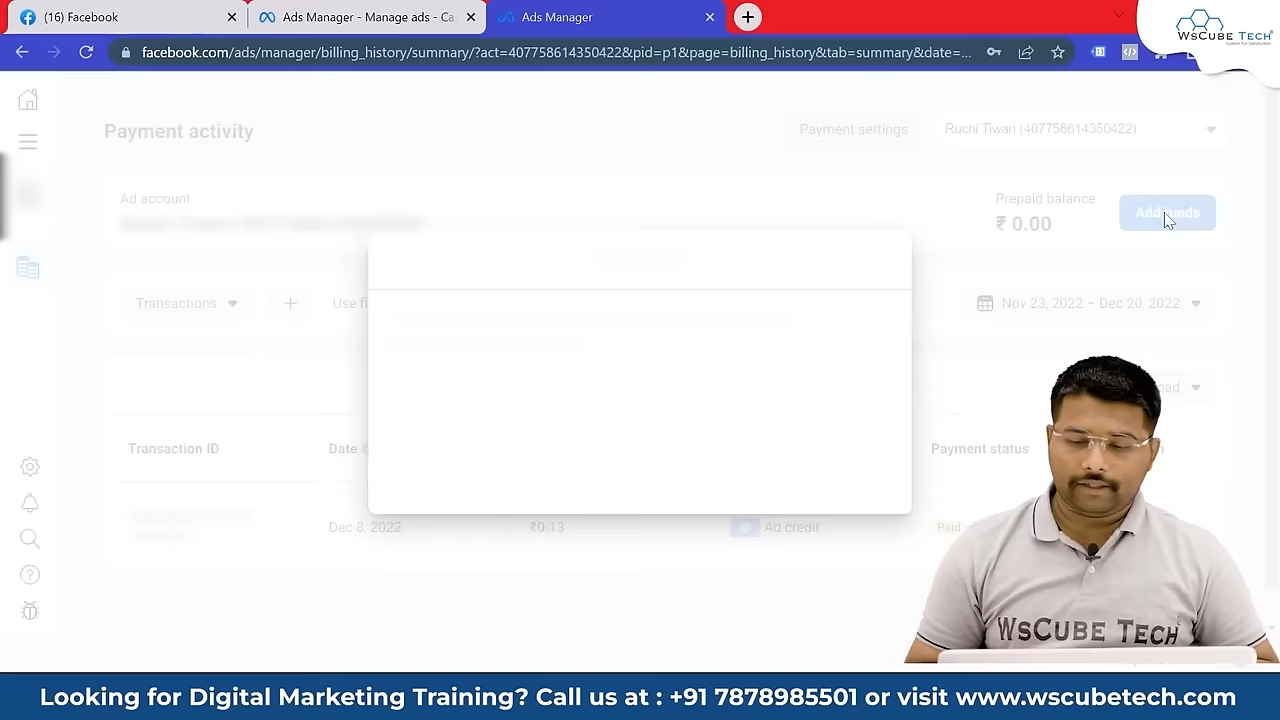 (16) Facebook
Ads Manager - Manage ads - Ca
Ads Manager
facebook.com/ads/manager/billing_history/summary/?act=407758614350422&pid=p1&page=billing_history&tab=summary&date=...
WsCube Tech
Payment activity
Payment settings
Ruchi Tiwari (407758614350422)
Ad account
Prepaid balance
Add funds
₹ 0.00
Transactions
Use fi
Nov 23, 2022 – Dec 20, 2022
oad
Transaction ID
Date
Payment status
Dec 8, 2022
₹0.13
Ad credit
Paid
WsCube Tech
Looking for Digital Marketing Training? Call us at : +91 7878985501 or visit www.wscubetech.com